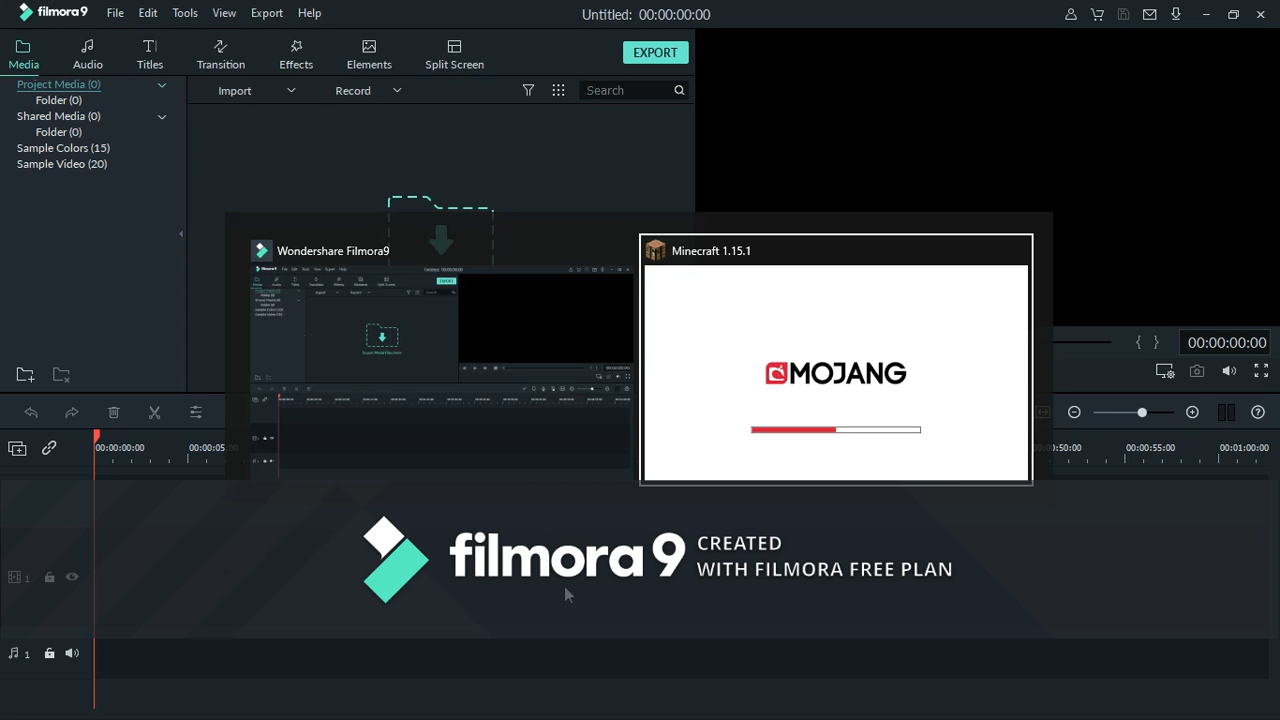 filmora9 File Edit Tools View Export Help Untitled: 00:00:00:00
Media Audio Titles Transition Effects Elements Split Screen EXPORT
Project Media (0)
Folder (0)
Shared Media (0)
Folder (0)
Sample Colors (15)
Sample Video (20)
Import Record Search
Wondershare Filmora9
Minecraft 1.15.1
MOJANG
{ } 00:00:00:00
00:00:00:00 00:00:05 :00:50:00 00:00:55:00 00:01:00:00
filmora 9 CREATED
WITH FILMORA FREE PLAN
1
1